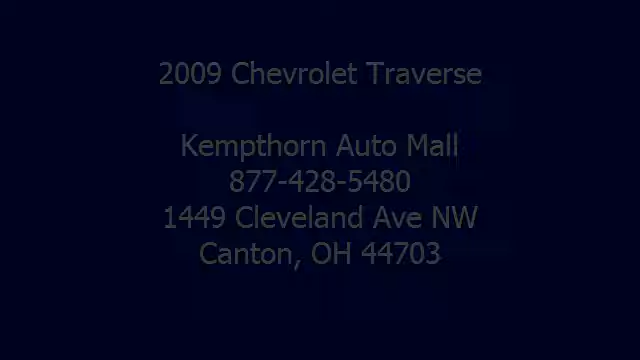 2009 Chevrolet Traverse
Kempthorn Auto Mall
877-428-5480
1449 Cleveland Ave NW
Canton, OH 44703